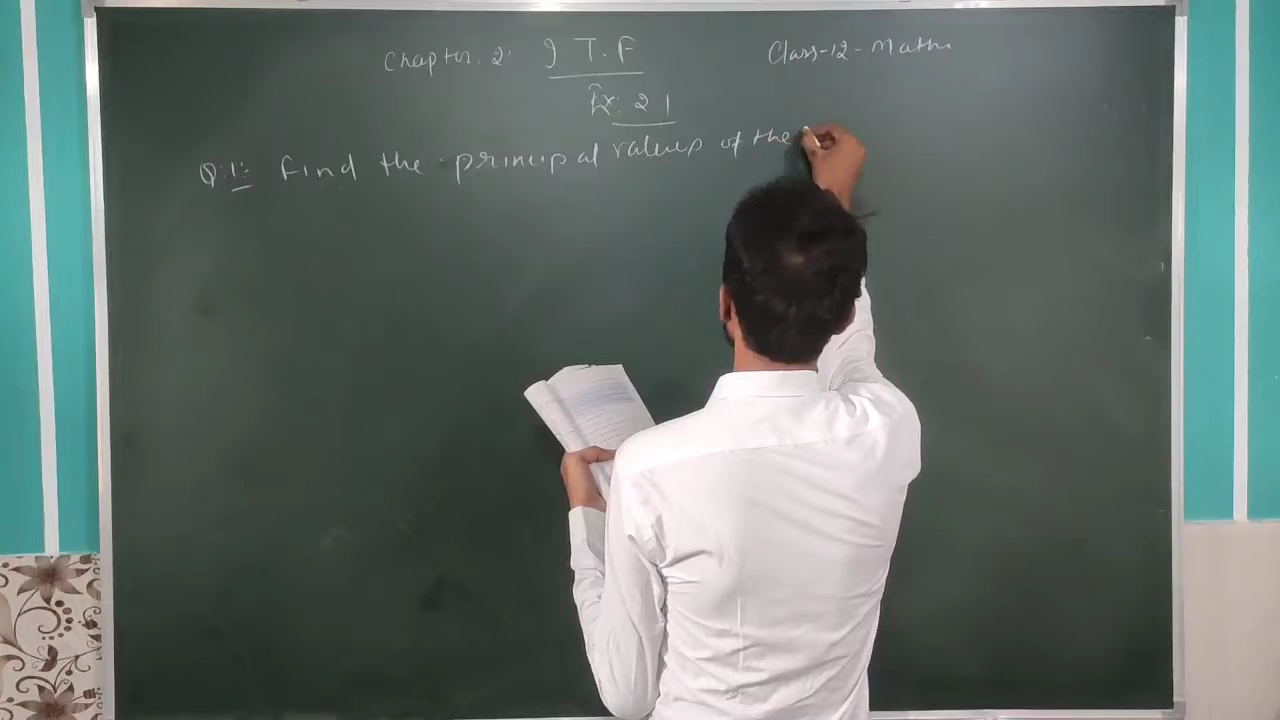 Chapter. 2. I T. F Class-12-Maths
Ex: 2 1
Q.1:- Find the principal values of the